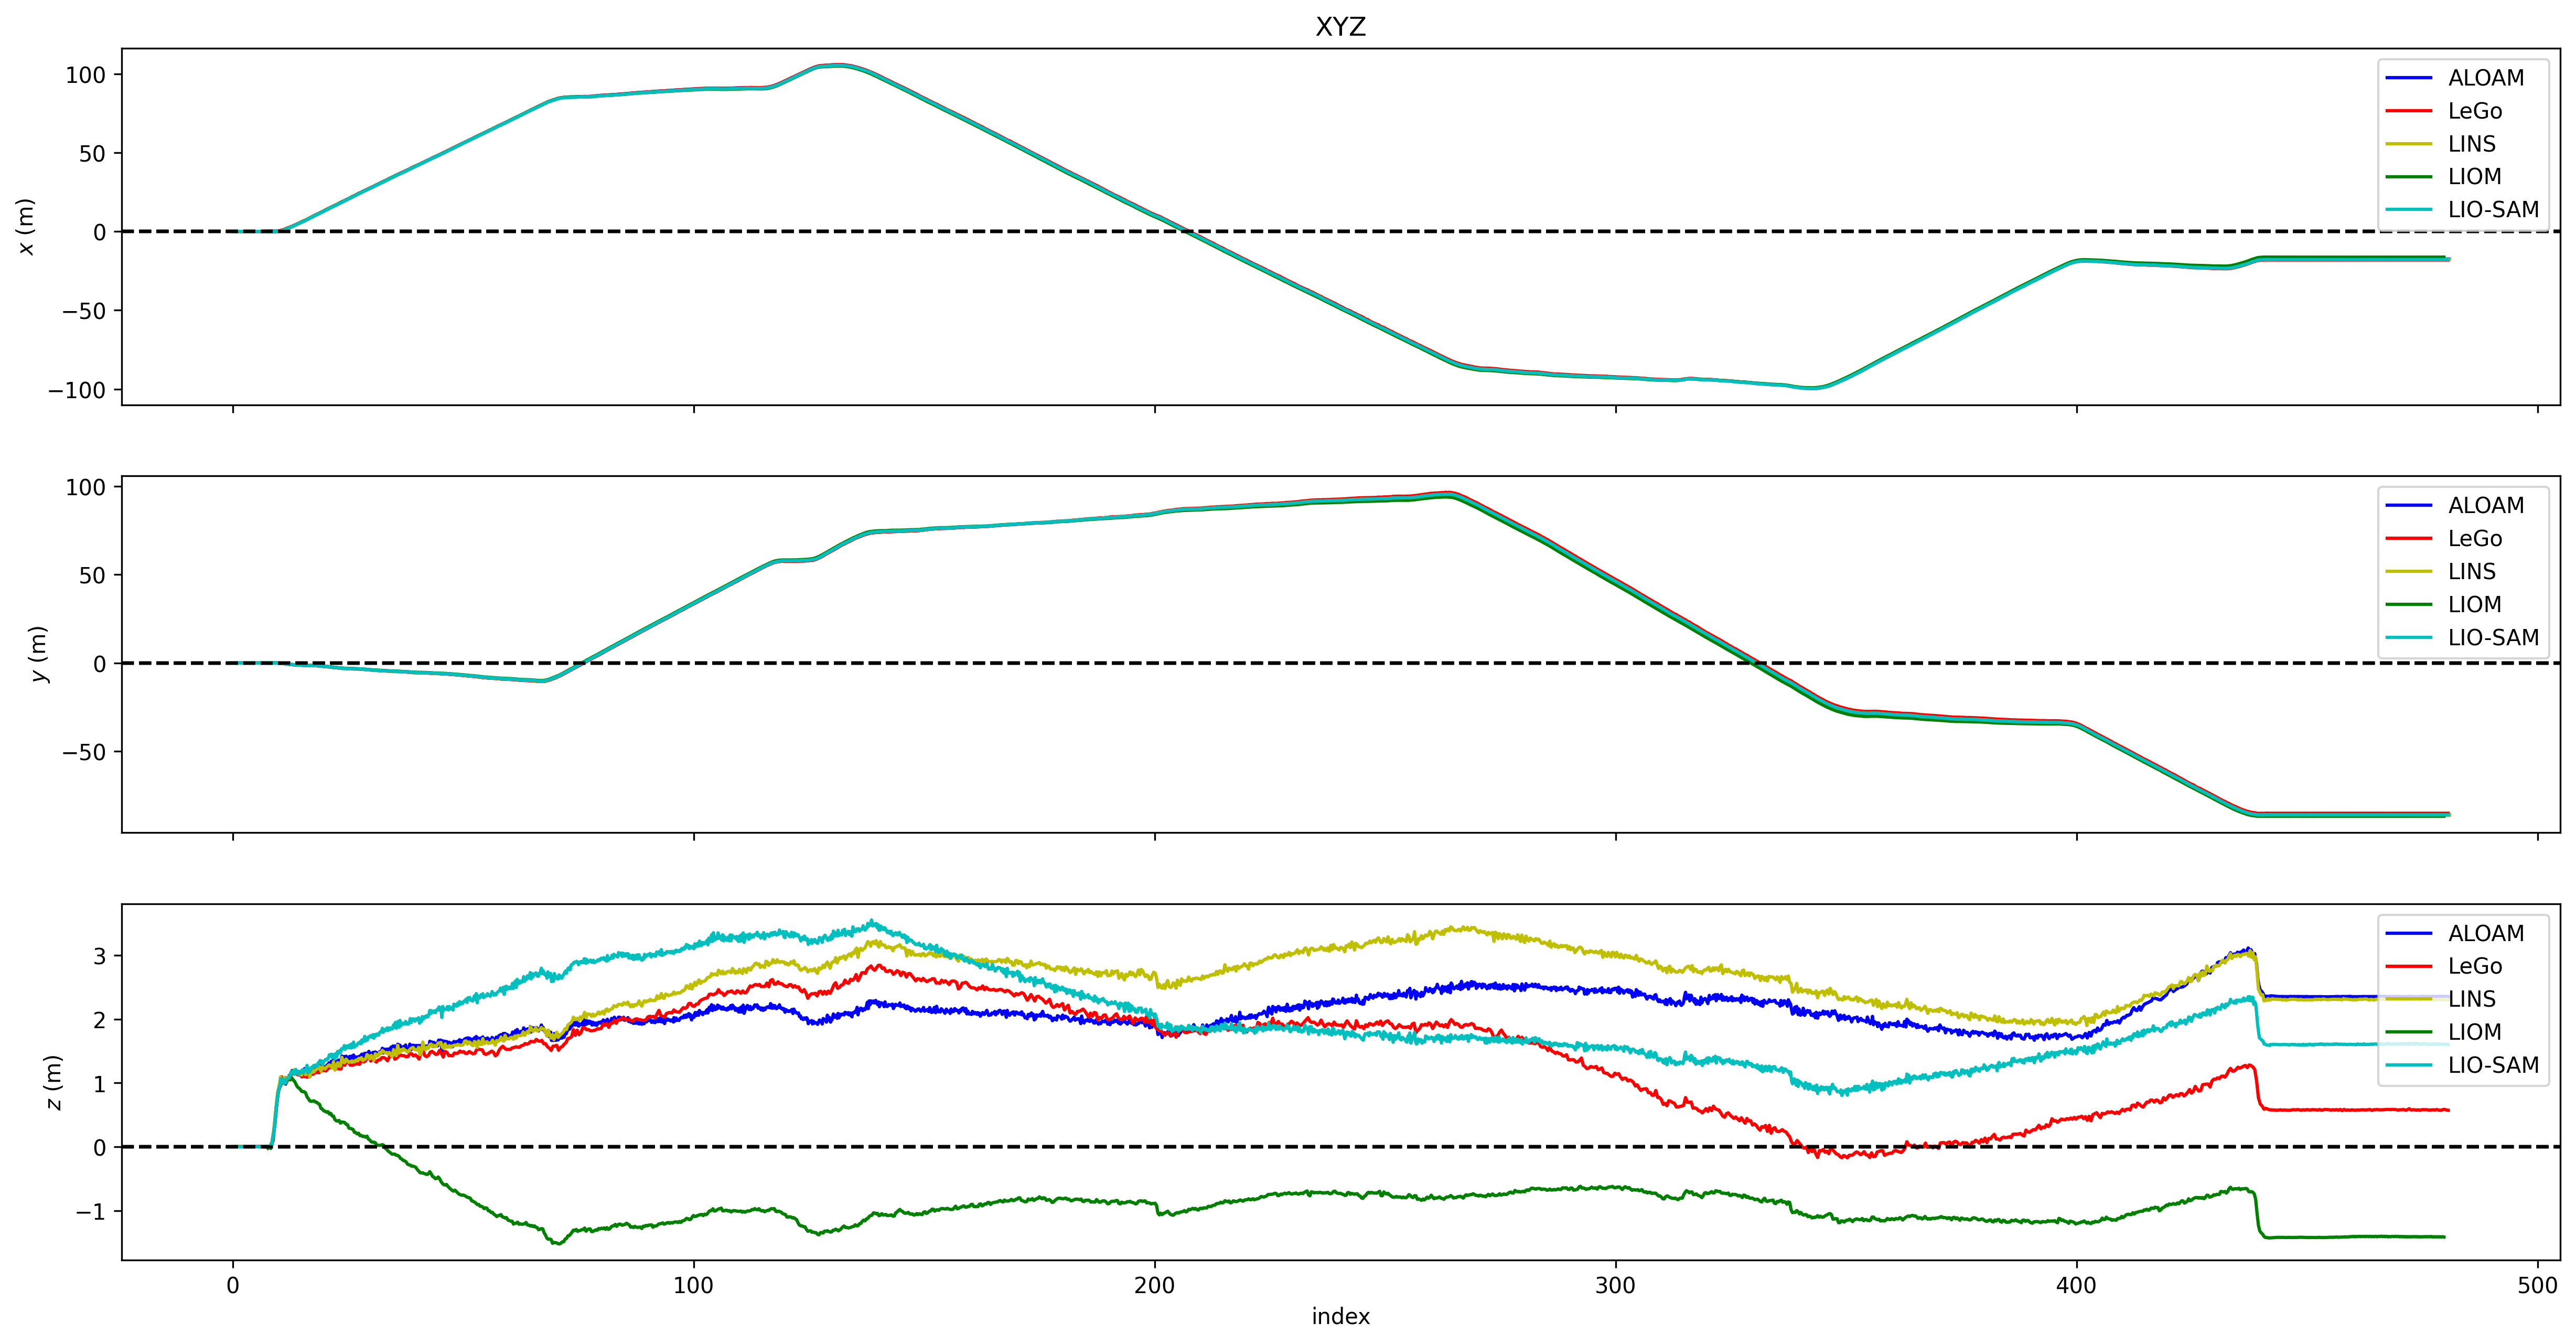 XYZ
100
50
0
−50
−100
x (m)
ALOAM
LeGo
LINS
LIOM
LIO-SAM
100
50
0
−50
y (m)
ALOAM
LeGo
LINS
LIOM
LIO-SAM
3
2
1
0
−1
z (m)
ALOAM
LeGo
LINS
LIOM
LIO-SAM
0 100 200 300 400 500
index